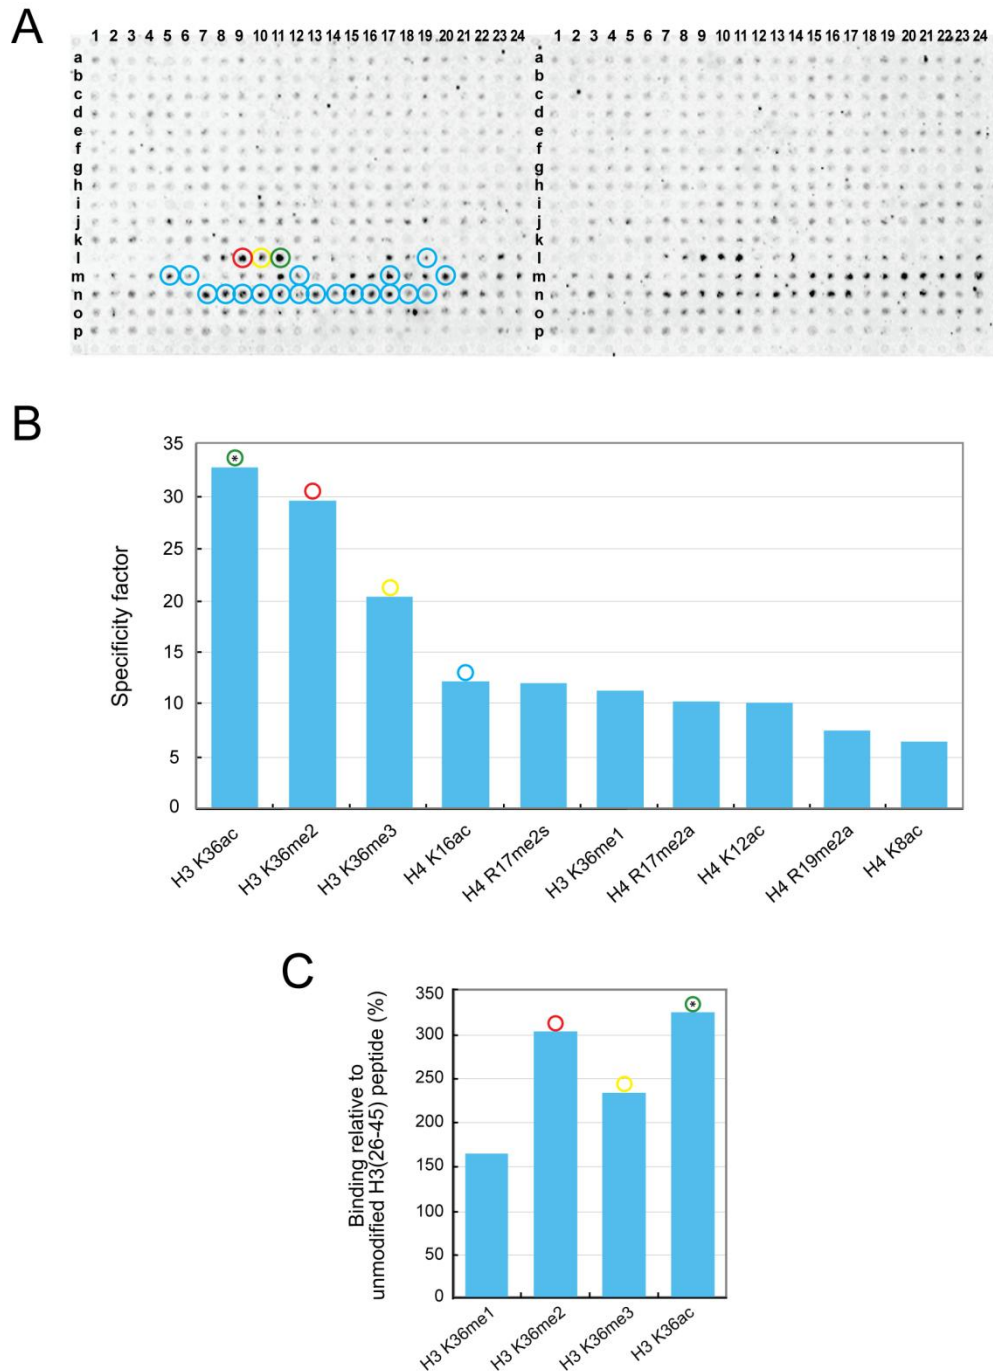 A
1 2 3 4 5 6 7 8 9 10 11 12 13 14 15 16 17 18 19 20 21 22 23 24 1 2 3 4 5 6 7 8 9 10 11 12 13 14 15 16 17 18 19 20 21 22 23 24
a
b
c
d
e
f
g
h
i
j
k
l
m
n
o
p
B
Specificity factor
35
30
25
20
15
10
5
0
*
H3 K36ac
H3 K36me2
H3 K36me3
H4 K16ac
H4 R17me2s
H3 K36me1
H4 R17me2a
H4 K12ac
H4 R19me2a
H4 K8ac
C
Binding relative to
unmodified H3(26-45) peptide (%)
350
300
250
200
150
100
50
0
*
H3 K36me1
H3 K36me2
H3 K36me3
H3 K36ac